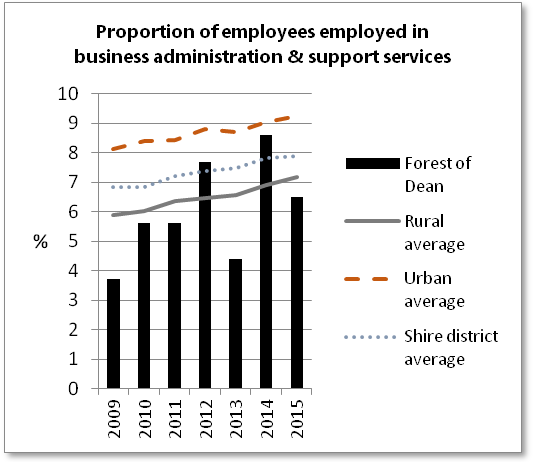 Proportion of employees employed in
business administration & support services
10
9
8
7
6
5
4
3
2
1
0
%
2009
2010
2011
2012
2013
2014
2015
Forest of
Dean
Rural
average
Urban
average
Shire district
average